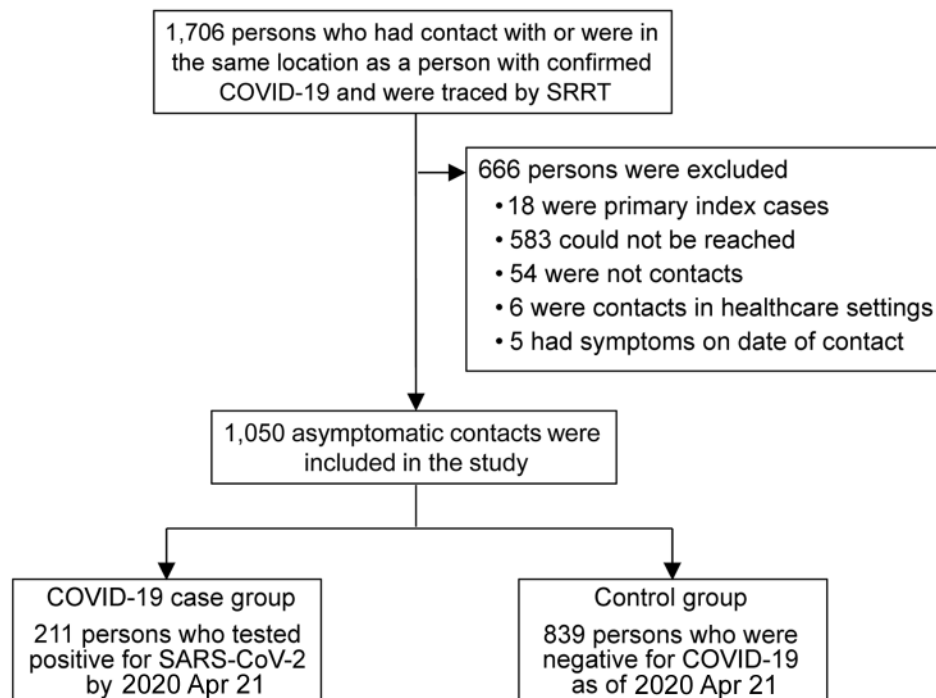 1,706 persons who had contact with or were in
the same location as a person with confirmed
COVID-19 and were traced by SRRT
666 persons were excluded
• 18 were primary index cases
• 583 could not be reached
• 54 were not contacts
• 6 were contacts in healthcare settings
• 5 had symptoms on date of contact
1,050 asymptomatic contacts were
included in the study
COVID-19 case group
211 persons who tested
positive for SARS-CoV-2
by 2020 Apr 21
Control group
839 persons who were
negative for COVID-19
as of 2020 Apr 21